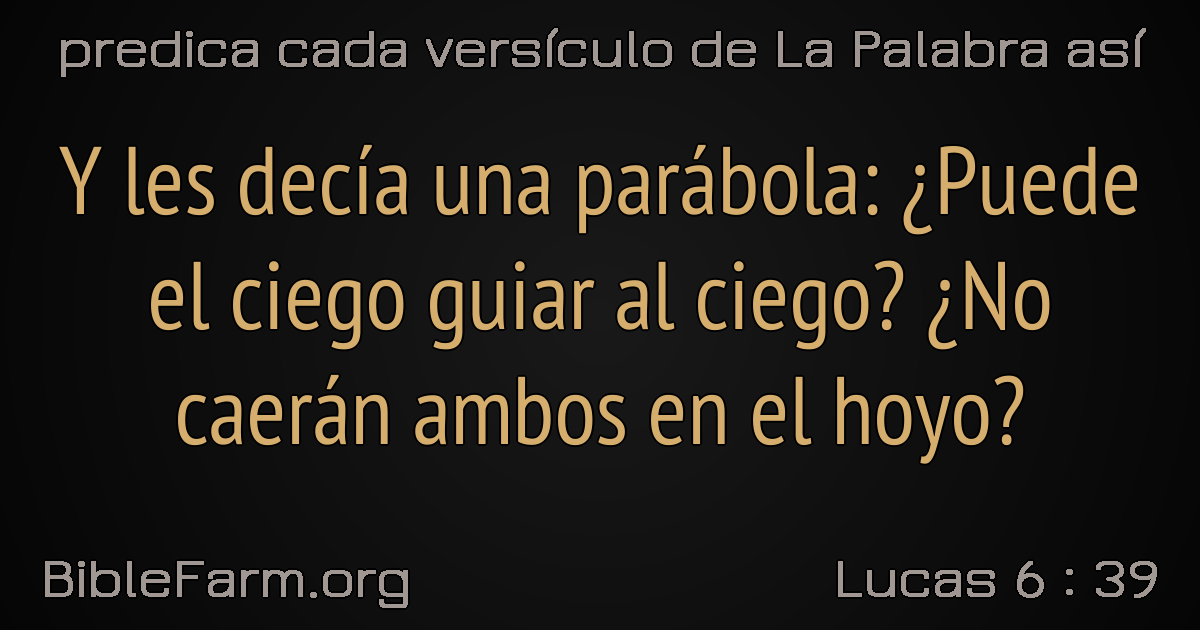 predica cada versículo de La Palabra así
Y les decía una parábola: ¿Puede
el ciego guiar al ciego? ¿No
caerán ambos en el hoyo?
BibleFarm.org
Lucas 6 : 39